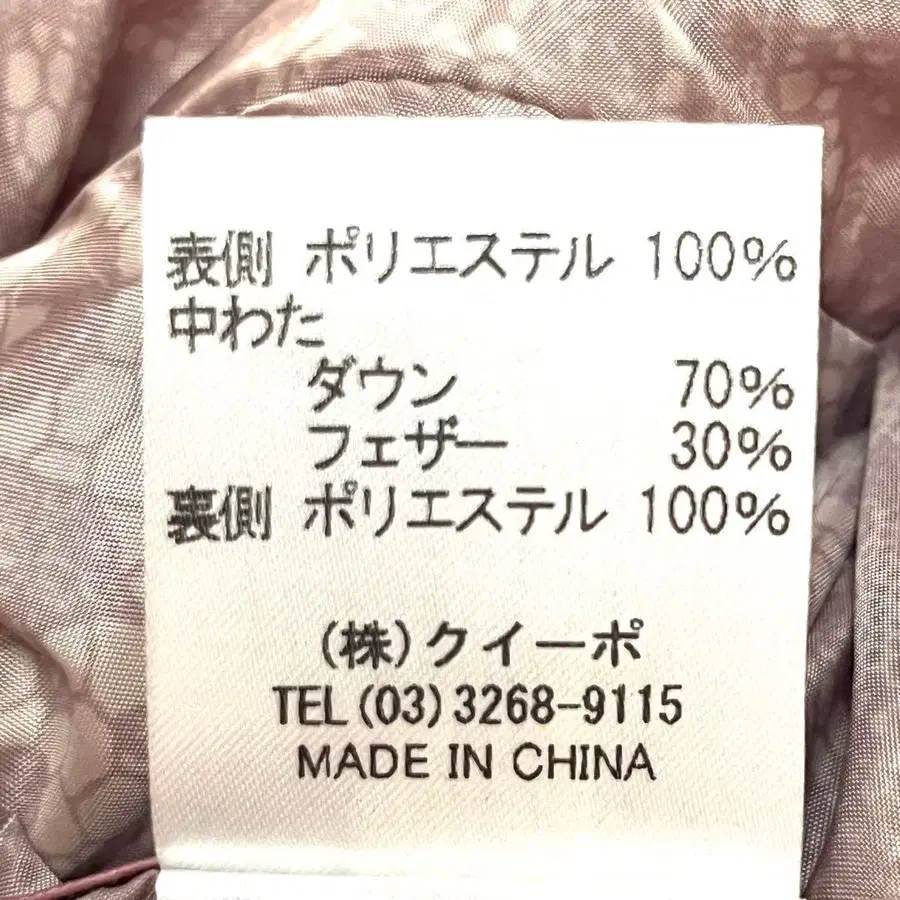 表側 ポリエステル 100%
中わた
ダウン 70%
フェザー 30%
裏側 ポリエステル 100%
(株)クイーポ
TEL(03)3268-9115
MADE IN CHINA